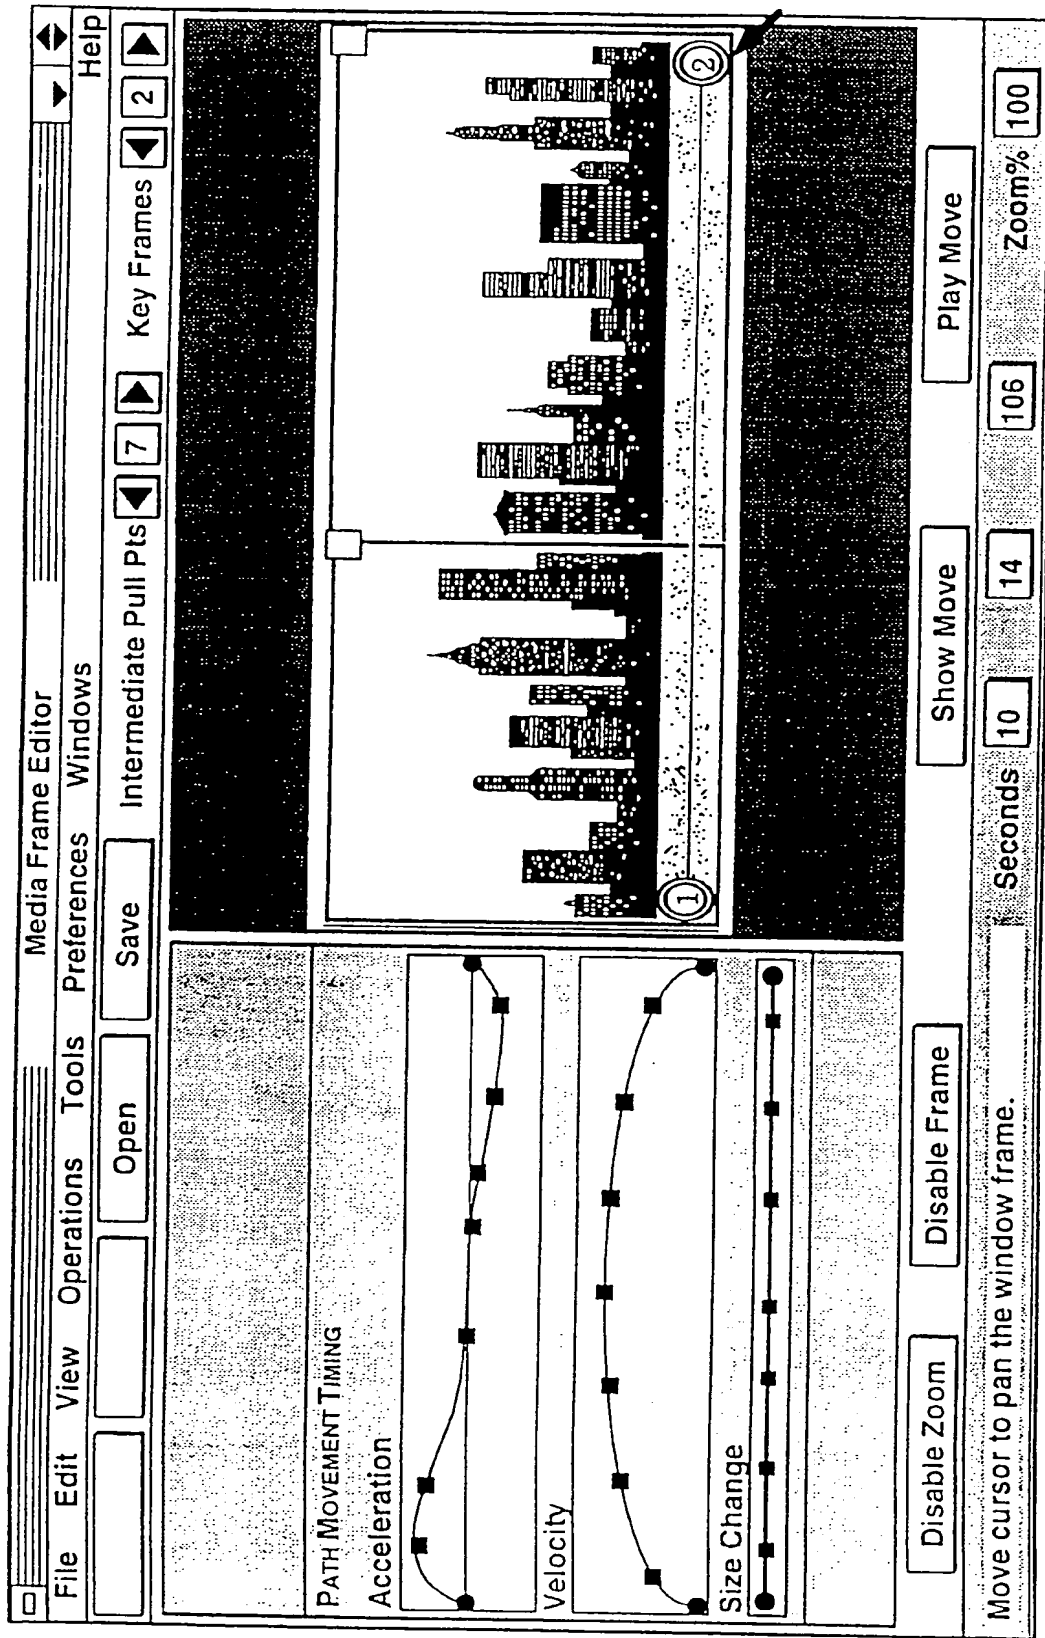 Media Frame Editor
File Edit View Operations Tools Preferences Windows Help
Open Save Intermediate Pull Pts 7 Key Frames 2
PATH MOVEMENT TIMING
Acceleration
Velocity
Size Change
1 2
Disable Zoom Disable Frame Show Move Play Move
Move cursor to pan the window frame. Seconds 10 14 106 Zoom% 100